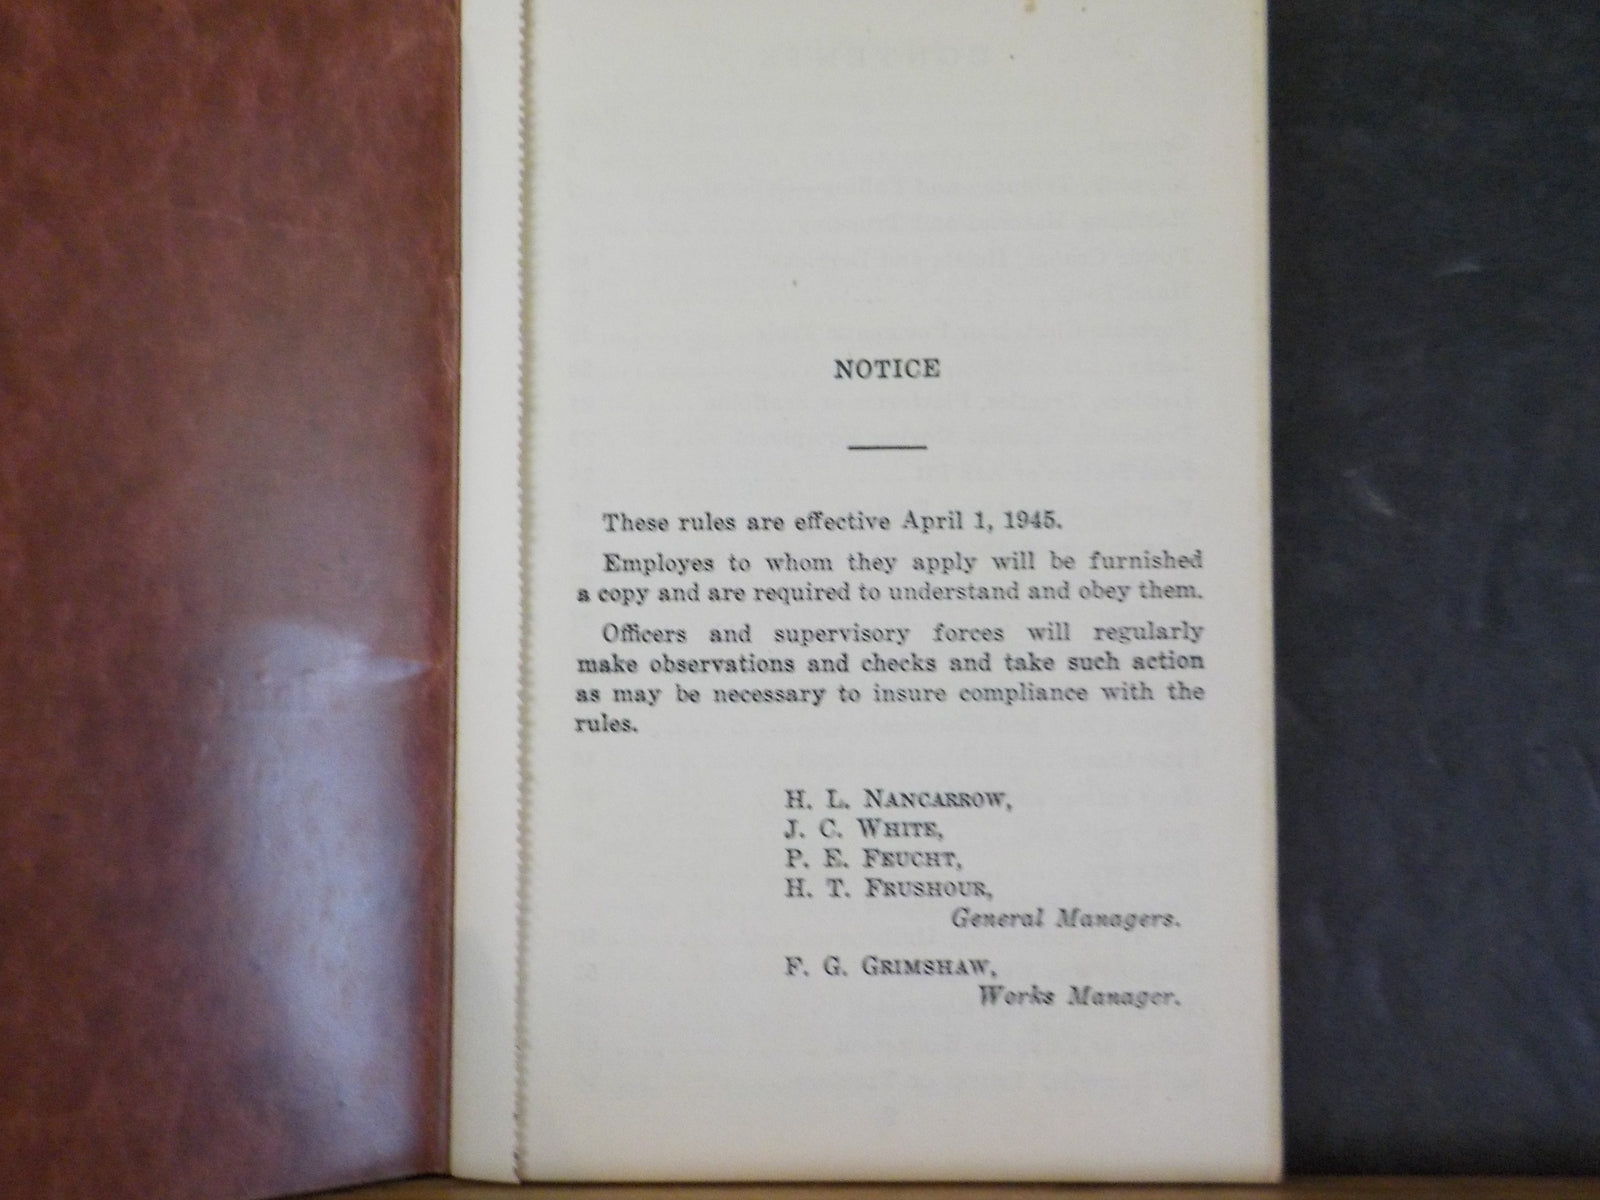 NOTICE
These rules are effective April 1, 1945.
Employes to whom they apply will be furnished
a copy and are required to understand and obey them.
Officers and supervisory forces will regularly
make observations and checks and take such action
as may be necessary to insure compliance with the
rules.
H. L. NANCARROW,
J. C. WHITE,
P. E. FEUCHT,
H. T. FRUSHOUR,
General Managers.
F. G. GRIMSHAW,
Works Manager.